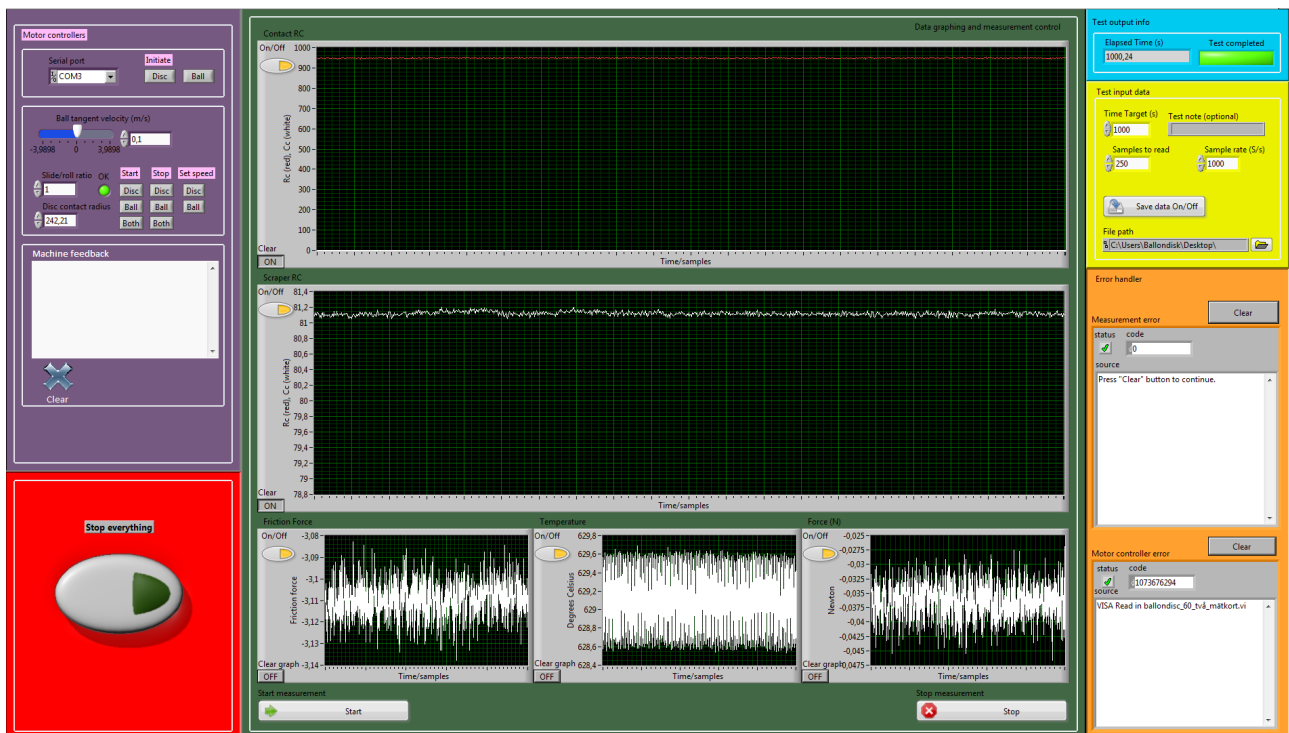 Motor controllers
Serial port
Initiate
COM3
Disc
Ball
Ball tangent velocity (m/s)
0,1
-3,9898 0 3,9898
Slide/roll ratio OK Start Stop Set speed
1
Disc Disc Disc
Disc contact radius
Ball Ball Ball
242,21
Both Both
Machine feedback
Clear
Stop everything
Data graphing and measurement control
Contact RC
On/Off
1000
900
800
700
600
500
400
300
200
100
0
Rc (red), Cc (white)
Clear
ON
Time/samples
Scraper RC
On/Off
81,4
81,2
81
80,8
80,6
80,4
80,2
80
79,8
79,6
79,4
79,2
79
78,8
Rc (red), Cc (white)
Clear
ON
Time/samples
Friction Force
On/Off
-3,08
-3,09
-3,1
-3,11
-3,12
-3,13
-3,14
Friction force
Clear graph
OFF
Time/samples
Temperature
On/Off
629,8
629,6
629,4
629,2
629
628,8
628,6
628,4
Degrees Celsius
Clear graph
OFF
Time/samples
Force (N)
On/Off
-0,025
-0,0275
-0,03
-0,0325
-0,035
-0,0375
-0,04
-0,0425
-0,045
-0,0475
Newton
Clear graph
OFF
Time/samples
Start measurement
Start
Stop measurement
Stop
Test output info
Elapsed Time (s)
Test completed
1000,24
Test input data
Time Target (s)
Test note (optional)
1000
Samples to read
Sample rate (S/s)
250
1000
Save data On/Off
File path
C:\Users\Ballondisk\Desktop\
Error handler
Clear
Measurement error
status code
0
source
Press "Clear" button to continue.
Clear
Motor controller error
status code
1073676294
source
VISA Read in ballondisc_60_två_mätkort.vi